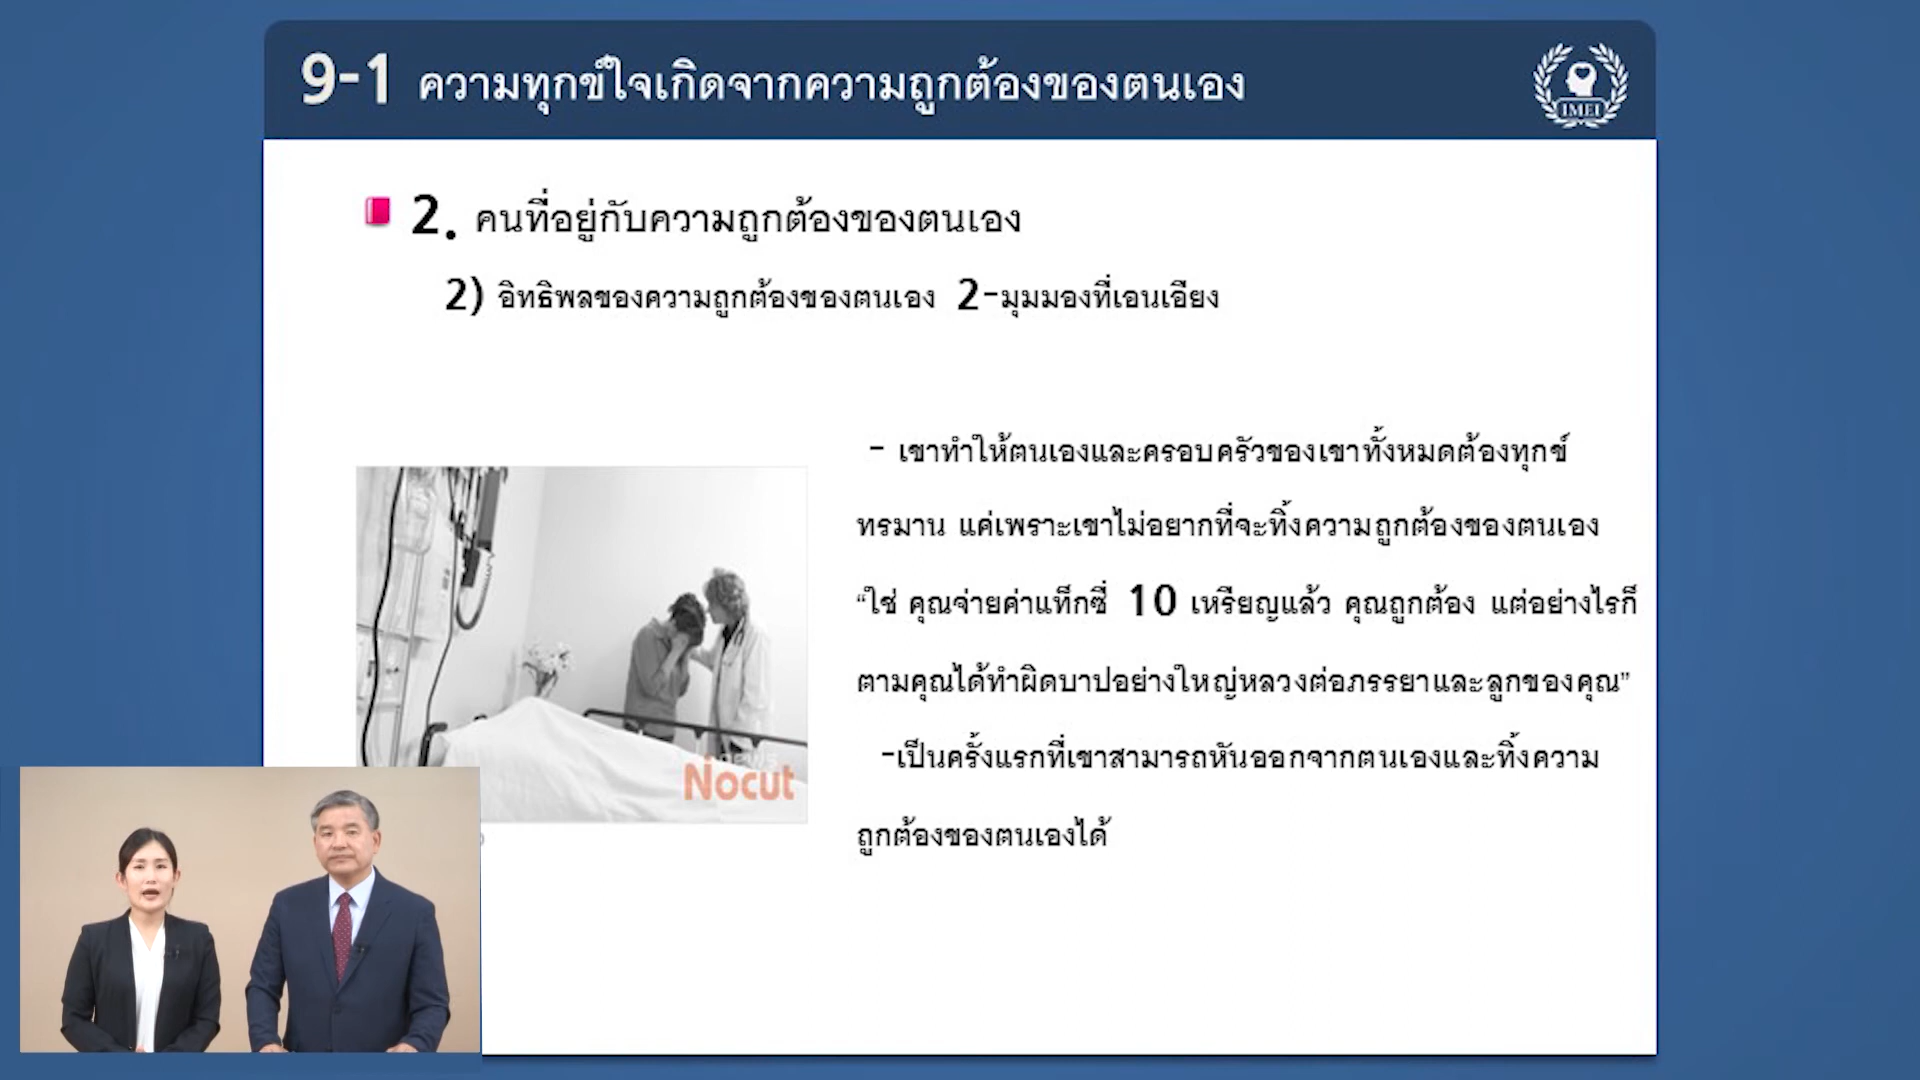 9-1 ความทุกข์ใจเกิดจากความถูกต้องของตนเอง
IMEI
2. คนที่อยู่กับความถูกต้องของตนเอง
2) อิทธิพลของความถูกต้องของตนเอง 2-มุมมองที่เอนเอียง
- เขาทำให้ตนเองและครอบครัวของเขาทั้งหมดต้องทุกข์
ทรมาน แค่เพราะเขาไม่อยากที่จะทิ้งความถูกต้องของตนเอง
“ใช่ คุณจ่ายค่าแท็กซี่ 10 เหรียญแล้ว คุณถูกต้อง แต่อย่างไรก็
ตามคุณได้ทำผิดบาปอย่างใหญ่หลวงต่อภรรยาและลูกของคุณ”
-เป็นครั้งแรกที่เขาสามารถหันออกจากตนเองและทิ้งความ
ถูกต้องของตนเองได้
news
Nocut